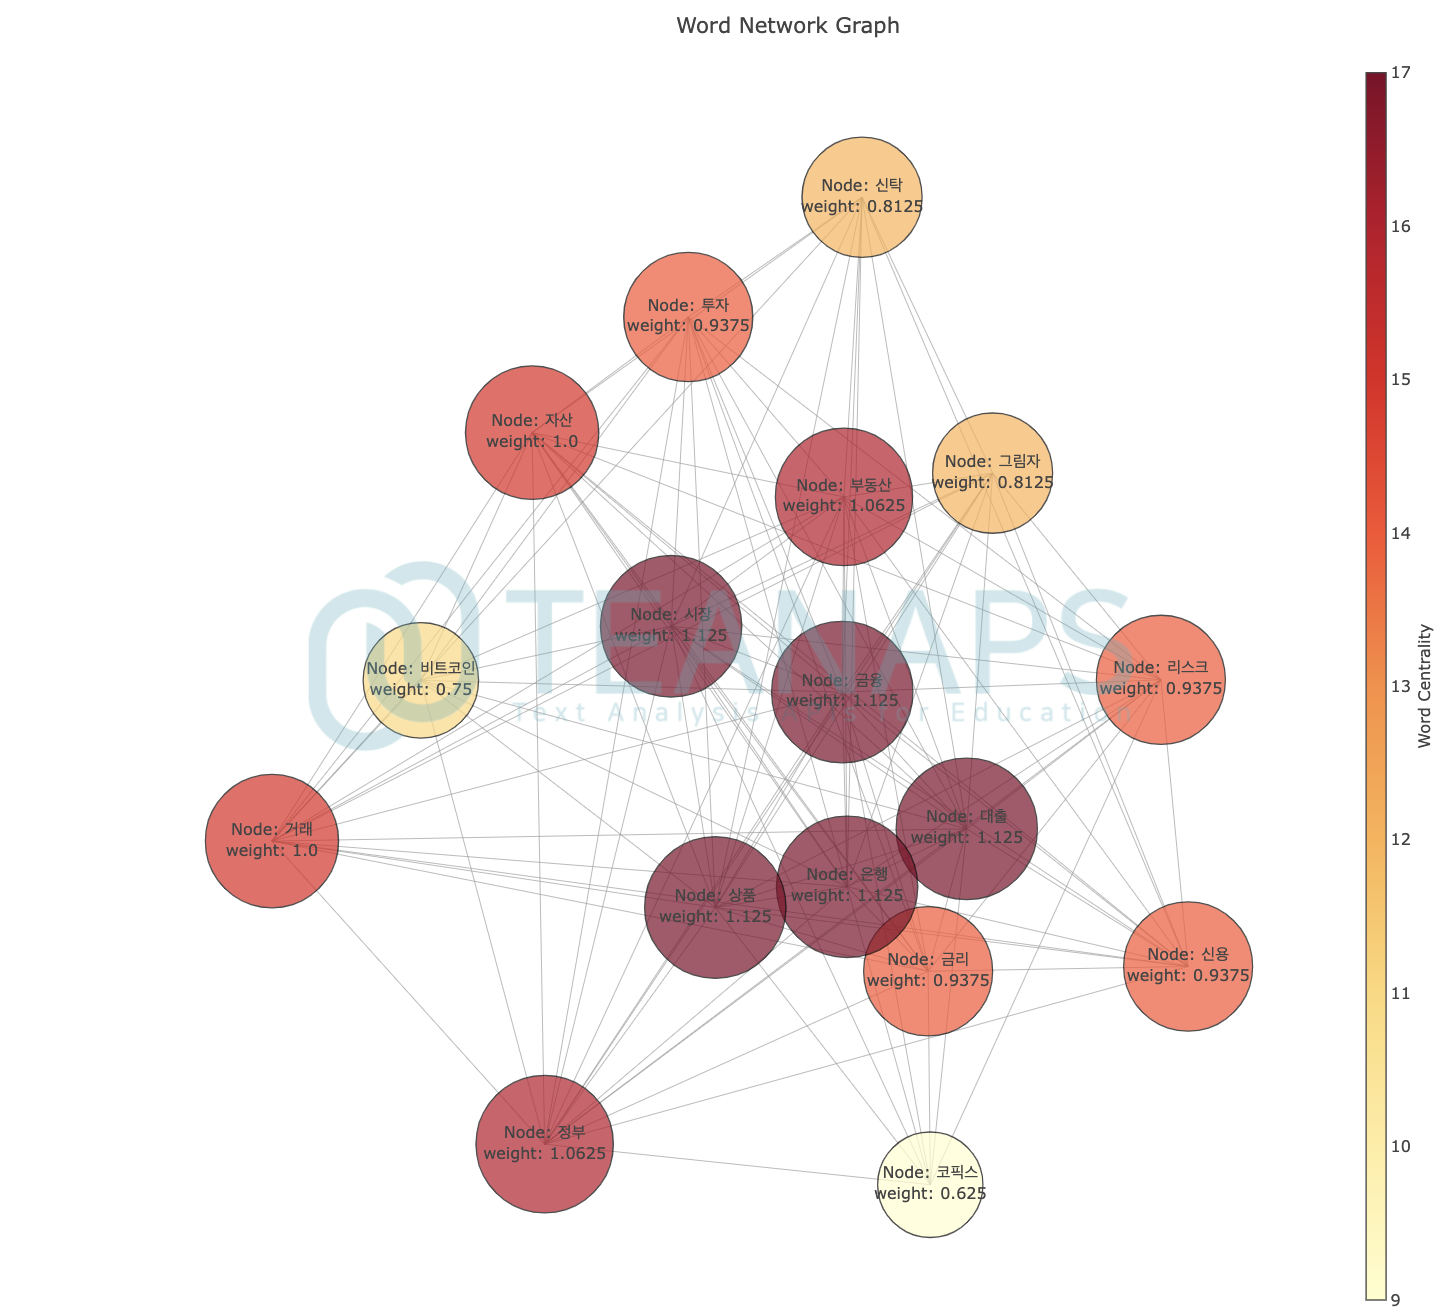 Word Network Graph
Node: 신탁
weight: 0.8125
Node: 투자
weight: 0.9375
Node: 자산
weight: 1.0
Node: 그림자
weight: 0.8125
Node: 부동산
weight: 1.0625
Node: 시장
weight: 1.125
TEANAPS
Node: 비트코인
weight: 0.75
Node: 금융
weight: 1.125
Node: 리스크
weight: 0.9375
Text Analysis for Education
Node: 거래
weight: 1.0
Node: 대출
weight: 1.125
Node: 은행
weight: 1.125
Node: 상품
weight: 1.125
Node: 금리
weight: 0.9375
Node: 신용
weight: 0.9375
Node: 정부
weight: 1.0625
Node: 코픽스
weight: 0.625
17
16
15
14
13
12
11
10
9
Word Centrality